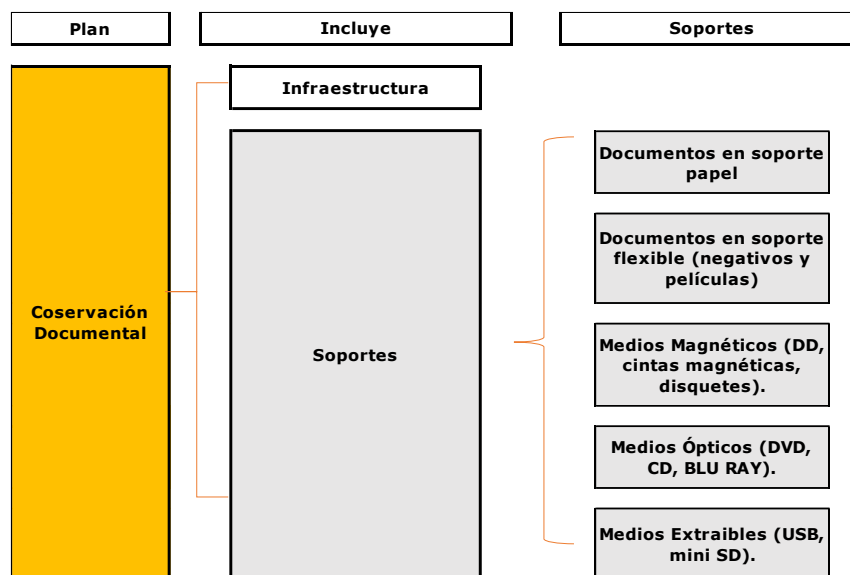 Plan
Incluye
Soportes
Infraestructura
Coservación
Documental
Soportes
Documentos en soporte
papel
Documentos en soporte
flexible (negativos y
películas)
Medios Magnéticos (DD,
cintas magnéticas,
disquetes).
Medios Ópticos (DVD,
CD, BLU RAY).
Medios Extraibles (USB,
mini SD).